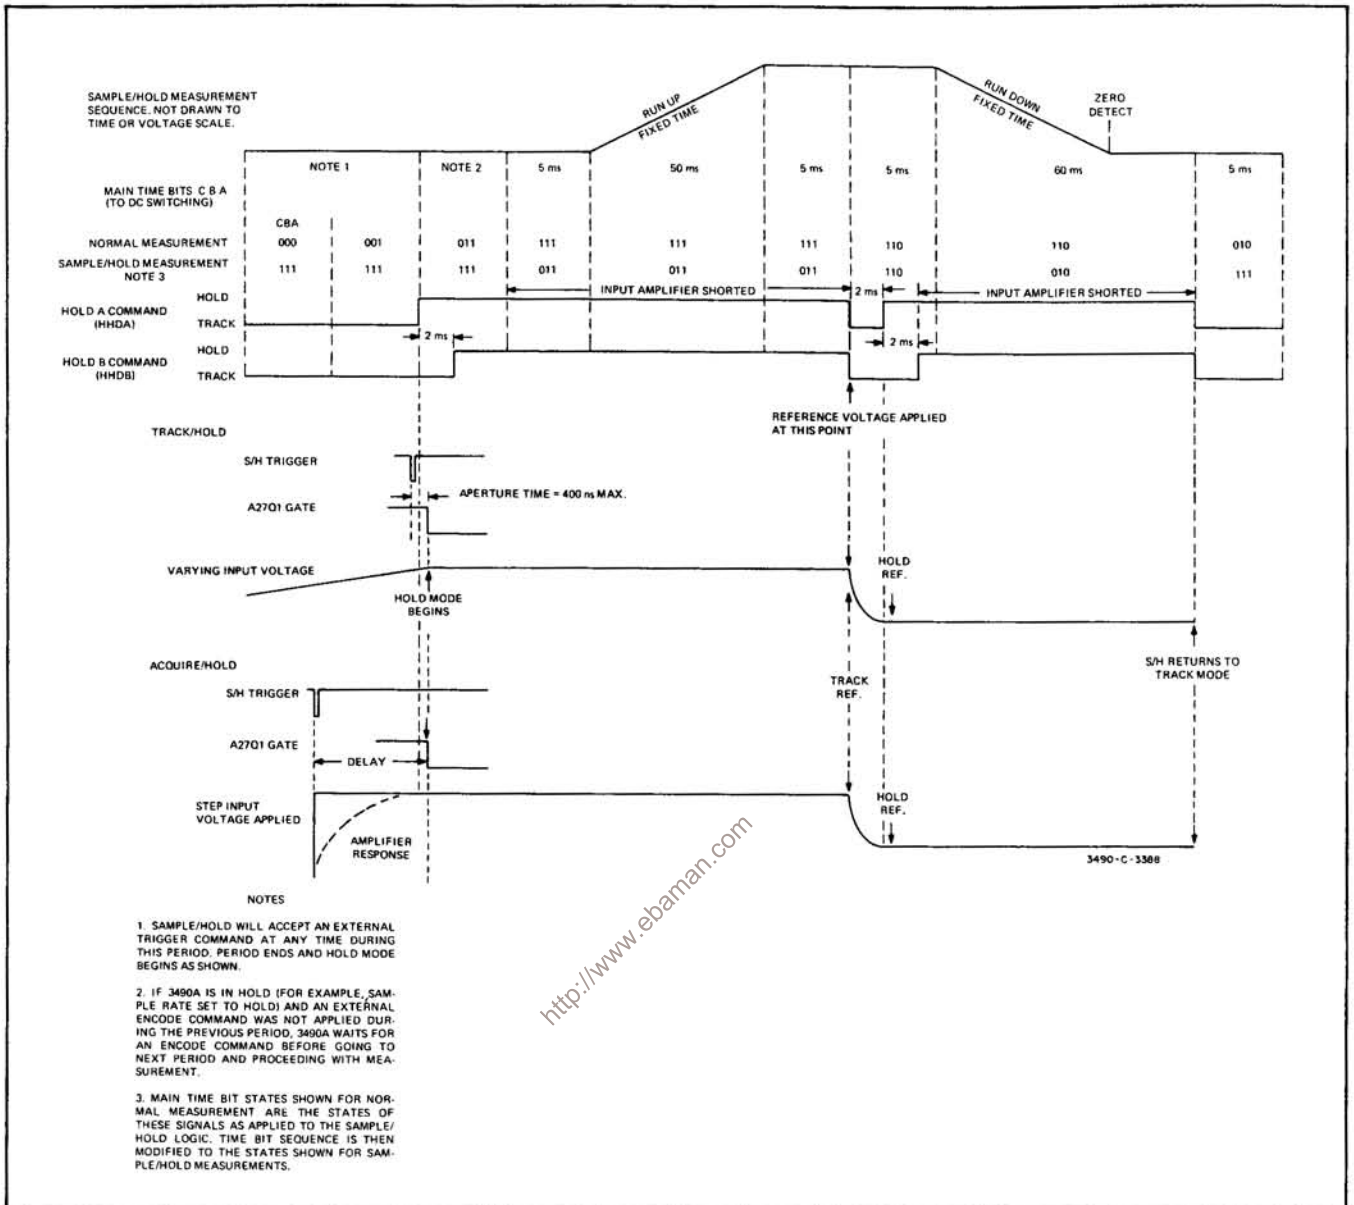 SAMPLE/HOLD MEASUREMENT
SEQUENCE. NOT DRAWN TO
TIME OR VOLTAGE SCALE.
RUN UP
FIXED TIME
RUN DOWN
FIXED TIME
ZERO
DETECT
NOTE 1
NOTE 2
5 ms
50 ms
5 ms
5 ms
60 ms
5 ms
MAIN TIME BITS C B A
(TO DC SWITCHING)
CBA
NORMAL MEASUREMENT
000
001
011
111
111
111
110
110
010
SAMPLE/HOLD MEASUREMENT
NOTE 3
111
111
111
011
011
011
110
010
111
INPUT AMPLIFIER SHORTED
2 ms
INPUT AMPLIFIER SHORTED
HOLD A COMMAND
(HHDA)
HOLD
TRACK
2 ms
2 ms
HOLD B COMMAND
(HHDB)
HOLD
TRACK
REFERENCE VOLTAGE APPLIED
AT THIS POINT
TRACK/HOLD
S/H TRIGGER
APERTURE TIME = 400 ns MAX.
A27Q1 GATE
VARYING INPUT VOLTAGE
HOLD MODE
BEGINS
HOLD
REF.
ACQUIRE/HOLD
S/H TRIGGER
TRACK
REF.
S/H RETURNS TO
TRACK MODE
A27Q1 GATE
DELAY
STEP INPUT
VOLTAGE APPLIED
AMPLIFIER
RESPONSE
HOLD
REF.
3490-C-3388
NOTES
1. SAMPLE/HOLD WILL ACCEPT AN EXTERNAL
TRIGGER COMMAND AT ANY TIME DURING
THIS PERIOD. PERIOD ENDS AND HOLD MODE
BEGINS AS SHOWN.
2. IF 3490A IS IN HOLD (FOR EXAMPLE, SAM-
PLE RATE SET TO HOLD) AND AN EXTERNAL
ENCODE COMMAND WAS NOT APPLIED DUR-
ING THE PREVIOUS PERIOD, 3490A WAITS FOR
AN ENCODE COMMAND BEFORE GOING TO
NEXT PERIOD AND PROCEEDING WITH MEA-
SUREMENT.
3. MAIN TIME BIT STATES SHOWN FOR NOR-
MAL MEASUREMENT ARE THE STATES OF
THESE SIGNALS AS APPLIED TO THE SAMPLE/
HOLD LOGIC. TIME BIT SEQUENCE IS THEN
MODIFIED TO THE STATES SHOWN FOR SAM-
PLE/HOLD MEASUREMENTS.
http://www.ebaman.com